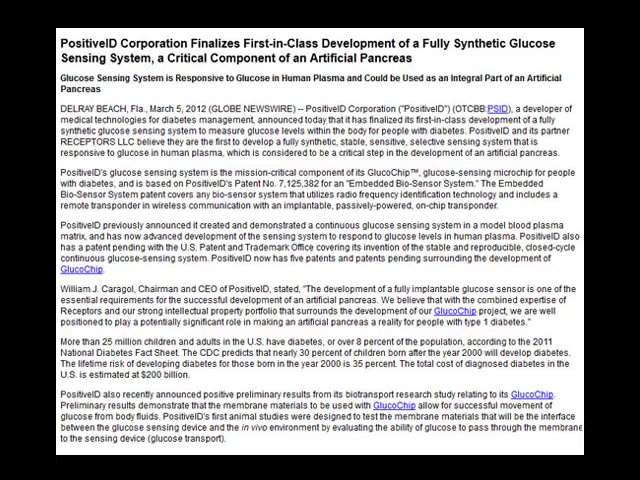 PositiveID Corporation Finalizes First-in-Class Development of a Fully Synthetic Glucose
Sensing System, a Critical Component of an Artificial Pancreas
Glucose Sensing System is Responsive to Glucose in Human Plasma and Could be Used as an Integral Part of an Artificial
Pancreas
DELRAY BEACH, Fla., March 5, 2012 (GLOBE NEWSWIRE) -- PositiveID Corporation ("PositiveID") (OTCBB:PSID), a developer of
medical technologies for diabetes management, announced today that it has finalized its first-in-class development of a fully
synthetic glucose sensing system to measure glucose levels within the body for people with diabetes. PositiveID and its partner
RECEPTORS LLC believe they are the first to develop a fully synthetic, stable, sensitive, selective sensing system that is
responsive to glucose in human plasma, which is considered to be a critical step in the development of an artificial pancreas.
PositiveID's glucose sensing system is the mission-critical component of its GlucoChip™, glucose-sensing microchip for people
with diabetes, and is based on PositiveID's Patent No. 7,125,382 for an "Embedded Bio-Sensor System." The Embedded
Bio-Sensor System patent covers any bio-sensor system that utilizes radio frequency identification technology and includes a
remote transponder in wireless communication with an implantable, passively-powered, on-chip transponder.
PositiveID previously announced it created and demonstrated a continuous glucose sensing system in a model blood plasma
matrix, and has now advanced development of the sensing system to respond to glucose levels in human plasma. PositiveID also
has a patent pending with the U.S. Patent and Trademark Office covering its invention of the stable and reproducible, closed-cycle
continuous glucose-sensing system. PositiveID now has five patents and patents pending surrounding the development of
GlucoChip.
William J. Caragol, Chairman and CEO of PositiveID, stated, "The development of a fully implantable glucose sensor is one of the
essential requirements for the successful development of an artificial pancreas. We believe that with the combined expertise of
Receptors and our strong intellectual property portfolio that surrounds the development of our GlucoChip project, we are well
positioned to play a potentially significant role in making an artificial pancreas a reality for people with type 1 diabetes."
More than 25 million children and adults in the U.S. have diabetes, or over 8 percent of the population, according to the 2011
National Diabetes Fact Sheet. The CDC predicts that nearly 30 percent of children born after the year 2000 will develop diabetes.
The lifetime risk of developing diabetes for those born in the year 2000 is 35 percent. The total cost of diagnosed diabetes in the
U.S. is estimated at $200 billion.
PositiveID also recently announced positive preliminary results from its biotransport research study relating to its GlucoChip.
Preliminary results demonstrate that the membrane materials to be used with GlucoChip allow for successful movement of
glucose from body fluids. PositiveID's first animal studies were designed to test the membrane materials that will be the interface
between the glucose sensing device and the in vivo environment by evaluating the ability of glucose to pass through the membrane
to the sensing device (glucose transport).